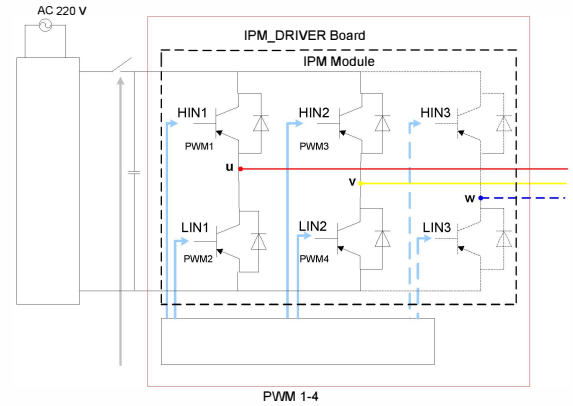 AC 220 V
IPM_DRIVER Board
IPM Module
HIN1 HIN2 HIN3
PWM1 PWM3
u
v
w
LIN1 LIN2 LIN3
PWM2 PWM4
PWM 1-4